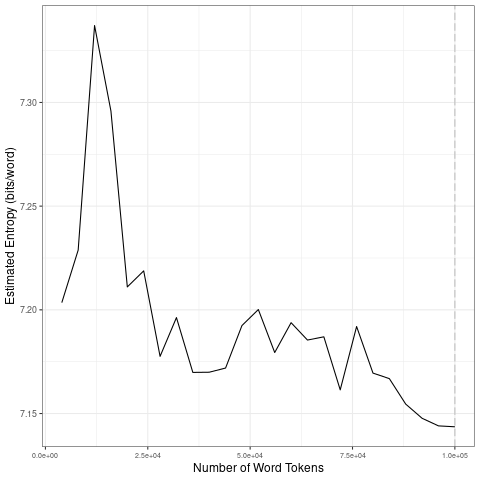 Estimated Entropy (bits/word)
7.30
7.25
7.20
7.15
0.0e+00 2.5e+04 5.0e+04 7.5e+04 1.0e+05
Number of Word Tokens